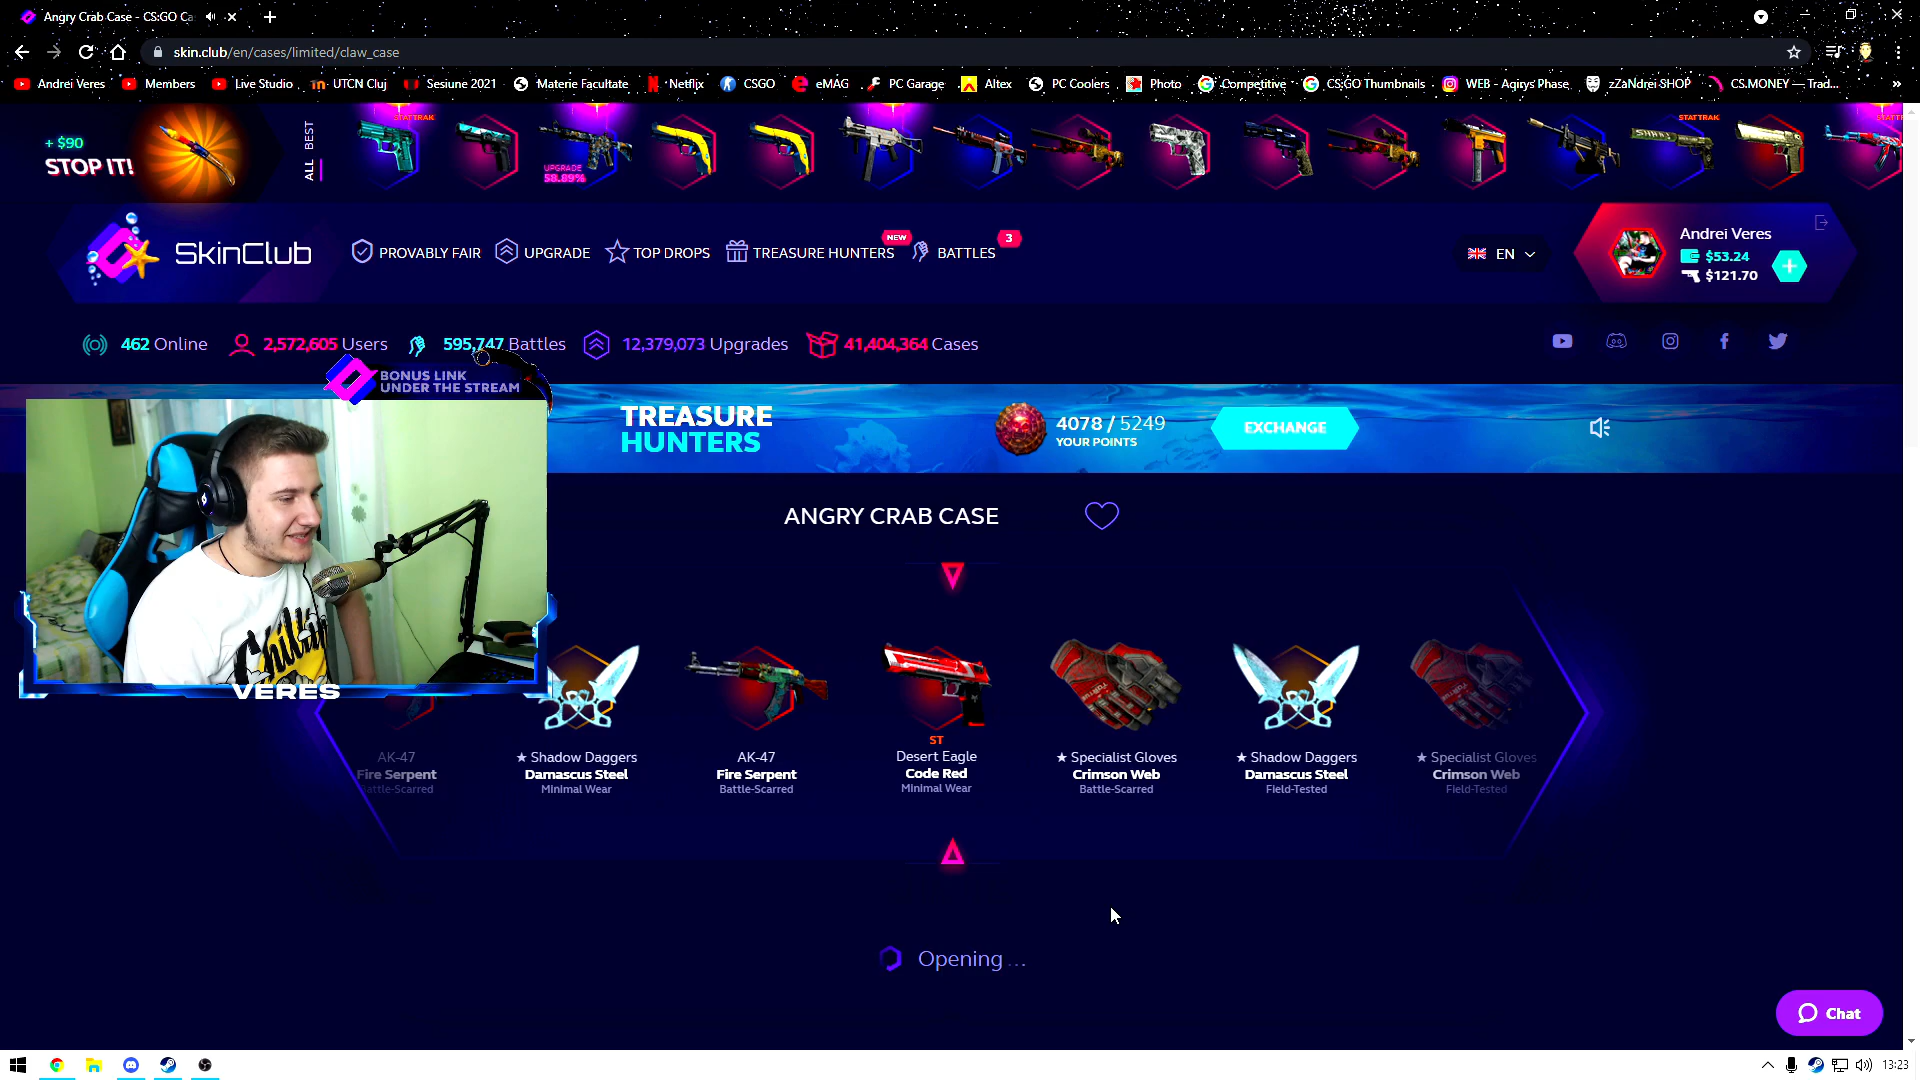 Angry Crab Case - CS:GO Ca
skin.club/en/cases/limited/claw_case
Andrei Veres
Members
Live Studio
UTCN Cluj
Sesiune 2021
Materie Facultate
Netflix
CSGO
eMAG
PC Garage
Altex
PC Coolers
Photo
Competitive
CS:GO Thumbnails
WEB - Aqirys Phase
zZAndrei SHOP
CS.MONEY — Trad...
+ $90
STOP IT!
ALL BEST
STATTRAK
UPGRADE
58.89%
STATTRAK
SkinClub
PROVABLY FAIR
UPGRADE
TOP DROPS
TREASURE HUNTERS
NEW
BATTLES
3
EN
Andrei Veres
$53.24
$121.70
462 Online
2,572,605 Users
595,747 Battles
12,379,073 Upgrades
41,404,364 Cases
BONUS LINK
UNDER THE STREAM
TREASURE
HUNTERS
4078 / 5249
YOUR POINTS
EXCHANGE
ANGRY CRAB CASE
VERES
AK-47
Fire Serpent
Battle-Scarred
★ Shadow Daggers
Damascus Steel
Minimal Wear
AK-47
Fire Serpent
Battle-Scarred
ST
Desert Eagle
Code Red
Minimal Wear
★ Specialist Gloves
Crimson Web
Battle-Scarred
★ Shadow Daggers
Damascus Steel
Field-Tested
★ Specialist Gloves
Crimson Web
Field-Tested
Opening ...
Chat
13:23